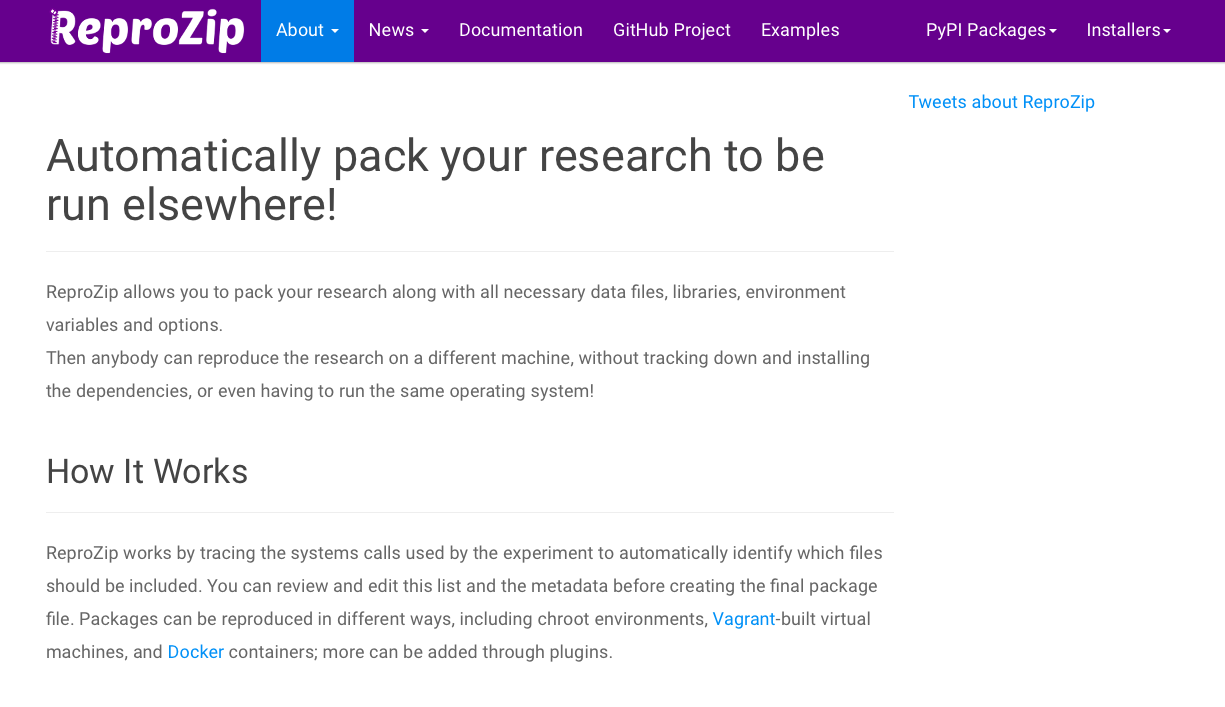 ReproZip
About
News
Documentation
GitHub Project
Examples
PyPI Packages
Installers
Tweets about ReproZip
Automatically pack your research to be
run elsewhere!
ReproZip allows you to pack your research along with all necessary data files, libraries, environment
variables and options.
Then anybody can reproduce the research on a different machine, without tracking down and installing
the dependencies, or even having to run the same operating system!
How It Works
ReproZip works by tracing the systems calls used by the experiment to automatically identify which files
should be included. You can review and edit this list and the metadata before creating the final package
file. Packages can be reproduced in different ways, including chroot environments, Vagrant-built virtual
machines, and Docker containers; more can be added through plugins.